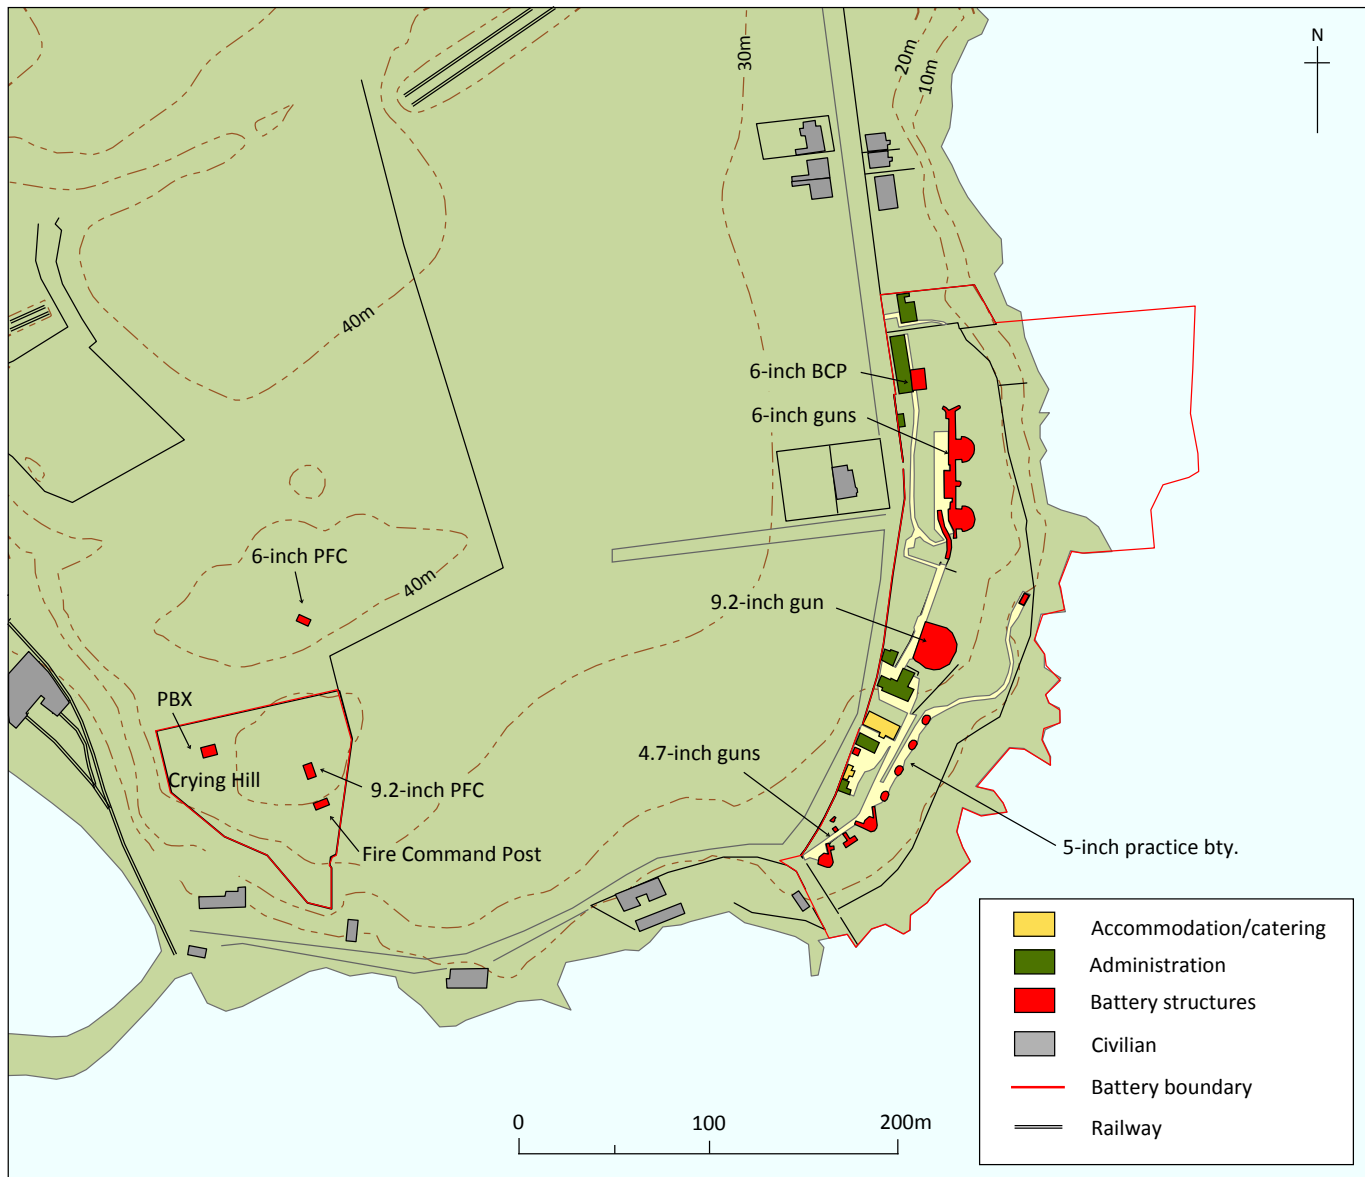 N
30m
20m
10m
40m
6-inch BCP
6-inch guns
6-inch PFC
40m
9.2-inch gun
PBX
Crying Hill
9.2-inch PFC
4.7-inch guns
Fire Command Post
5-inch practice bty.
Accommodation/catering
Administration
Battery structures
Civilian
Battery boundary
Railway
0 100 200m